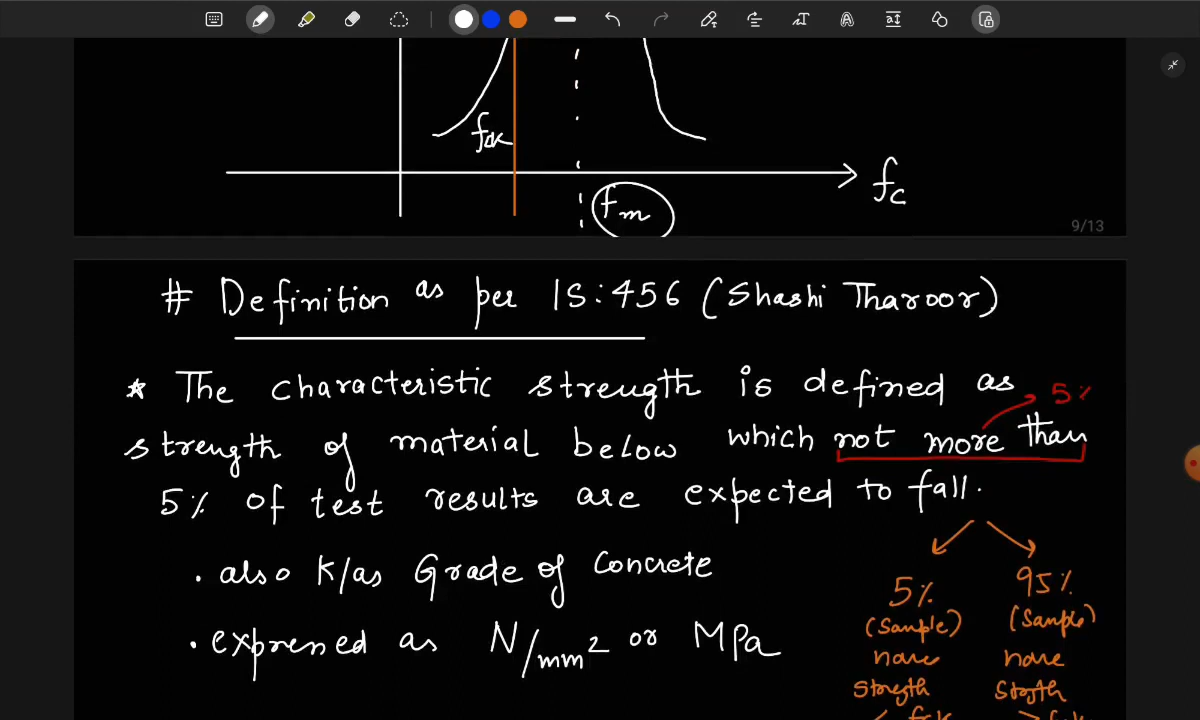 fck
fc
fm
9/13
# Definition as per IS:456 (Shashi Tharoor)
* The characteristic strength is defined as
5%
strength of material below which not more than
5% of test results are expected to fall.
. also k/as Grade of Concrete
. expressed as N/mm2 or MPa
5% 95%
(Sample) (Sample)
have have
strength
< fck > fck